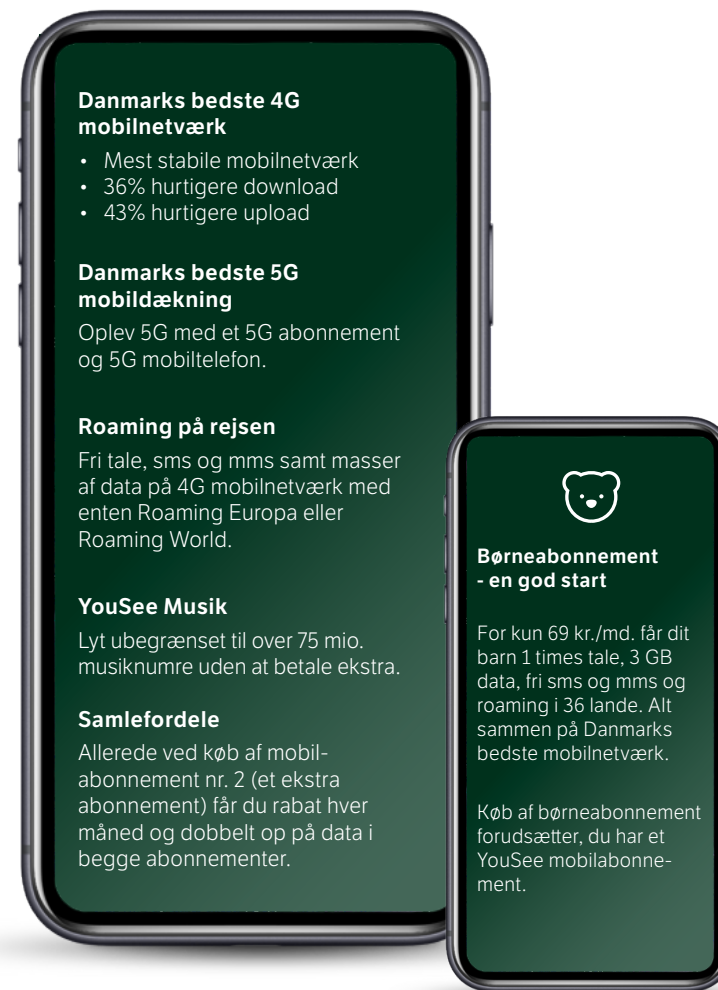 Danmarks bedste 4G
mobilnetværk
• Mest stabile mobilnetværk
• 36% hurtigere download
• 43% hurtigere upload
Danmarks bedste 5G
mobildækning
Oplev 5G med et 5G abonnement
og 5G mobiltelefon.
Roaming på rejsen
Fri tale, sms og mms samt masser
af data på 4G mobilnetværk med
enten Roaming Europa eller
Roaming World.
YouSee Musik
Lyt ubegrænset til over 75 mio.
musiknumre uden at betale ekstra.
Samlefordele
Allerede ved køb af mobil-
abonnement nr. 2 (et ekstra
abonnement) får du rabat hver
måned og dobbelt op på data i
begge abonnementer.
Børneabonnement
- en god start
For kun 69 kr./md. får dit
barn 1 times tale, 3 GB
data, fri sms og mms og
roaming i 36 lande. Alt
sammen på Danmarks
bedste mobilnetværk.
Køb af børneabonnement
forudsætter, du har et
YouSee mobilabonne-
ment.